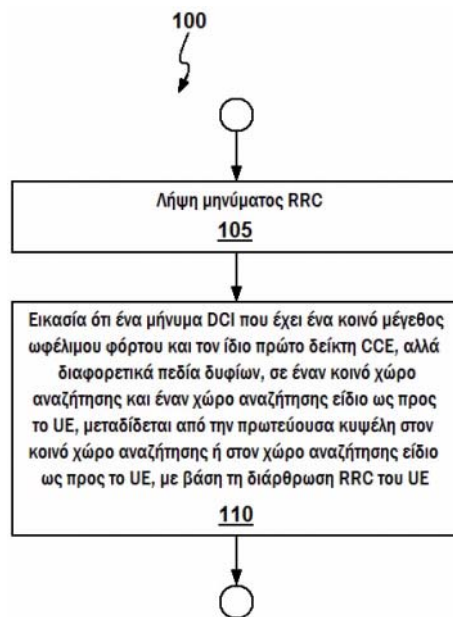 100
Λήψη μηνύματος RRC
105
Εικασία ότι ένα μήνυμα DCI που έχει ένα κοινό μέγεθος
ωφέλιμου φόρτου και τον ίδιο πρώτο δείκτη CCE, αλλά
διαφορετικά πεδία δυφίων, σε έναν κοινό χώρο
αναζήτησης και έναν χώρο αναζήτησης είδιο ως προς
το UE, μεταδίδεται από την πρωτεύουσα κυψέλη στον
κοινό χώρο αναζήτησης ή στον χώρο αναζήτησης είδιο
ως προς το UE, με βάση τη διάρθρωση RRC του UE
110